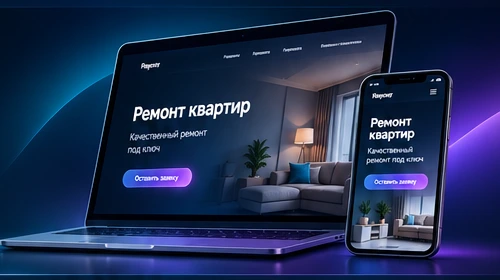 Ремонт квартир
Качественный ремонт
под ключ
Оставить заявку
Ремонт
квартир
Качественный
ремонт под ключ
Оставить заявку